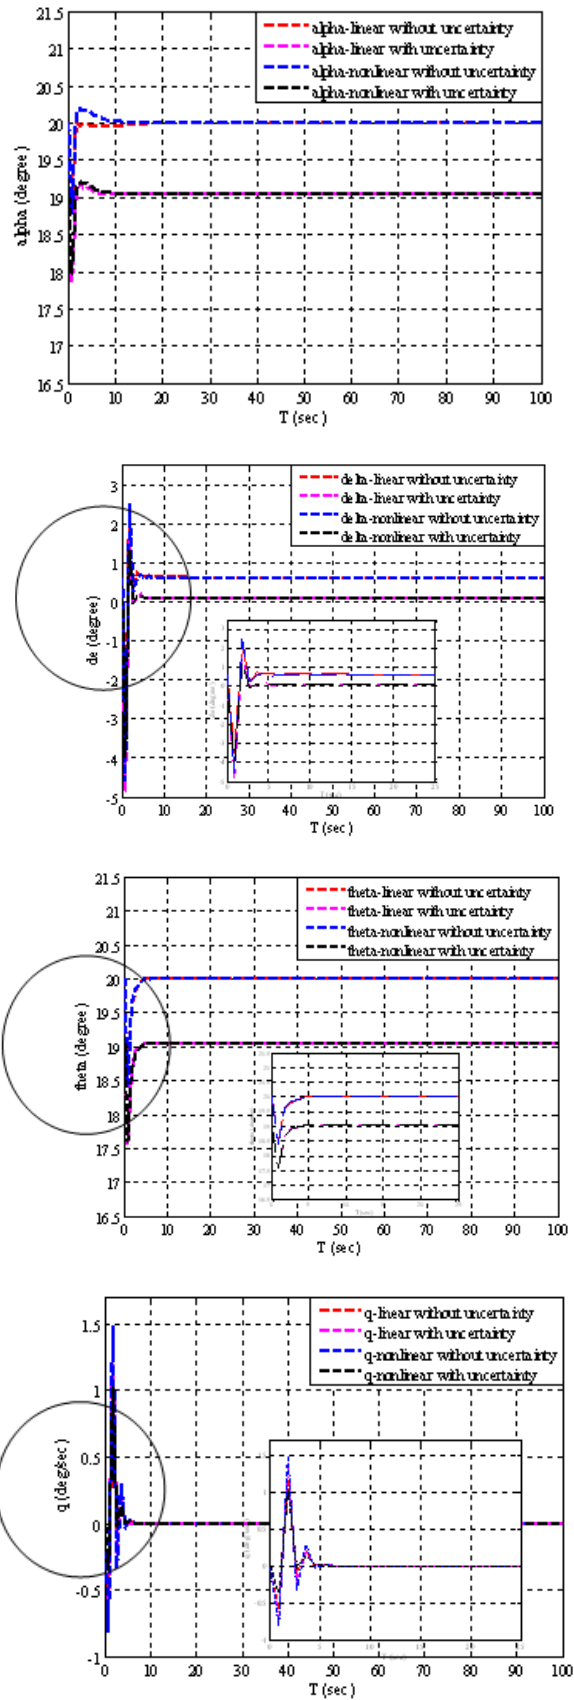 21.5
21
20.5
20
19.5
19
18.5
18
17.5
17
16.5
alpha (degree)
alpha-linear without uncertainty
alpha-linear with uncertainty
alpha-nonlinear without uncertainty
alpha-nonlinear with uncertainty
0 10 20 30 40 50 60 70 80 90 100
T (sec)
3
2
1
0
-1
-2
-3
-4
-5
de (degree)
delta-linear without uncertainty
delta-linear with uncertainty
delta-nonlinear without uncertainty
delta-nonlinear with uncertainty
0 5 10 15 20 25
0 10 20 30 40 50 60 70 80 90 100
T (sec)
21.5
21
20.5
20
19.5
19
18.5
18
17.5
17
16.5
theta (degree)
theta-linear without uncertainty
theta-linear with uncertainty
theta-nonlinear without uncertainty
theta-nonlinear with uncertainty
0 10 20 30 40 50 60 70 80 90 100
T (sec)
1.5
1
0.5
0
-0.5
-1
q (deg/sec)
q-linear without uncertainty
q-linear with uncertainty
q-nonlinear without uncertainty
q-nonlinear with uncertainty
0 10 20 30 40 50 60 70 80 90 100
T (sec)